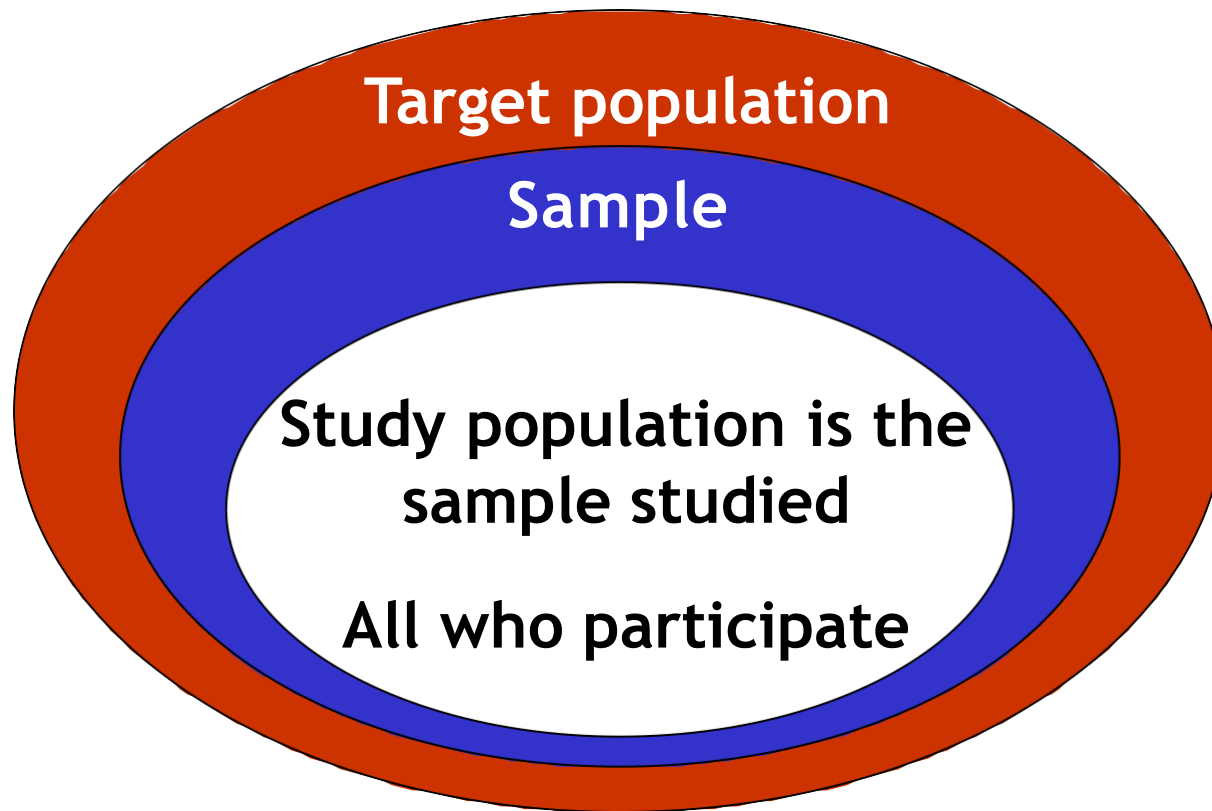 Target population
Sample
Study population is the
sample studied
All who participate